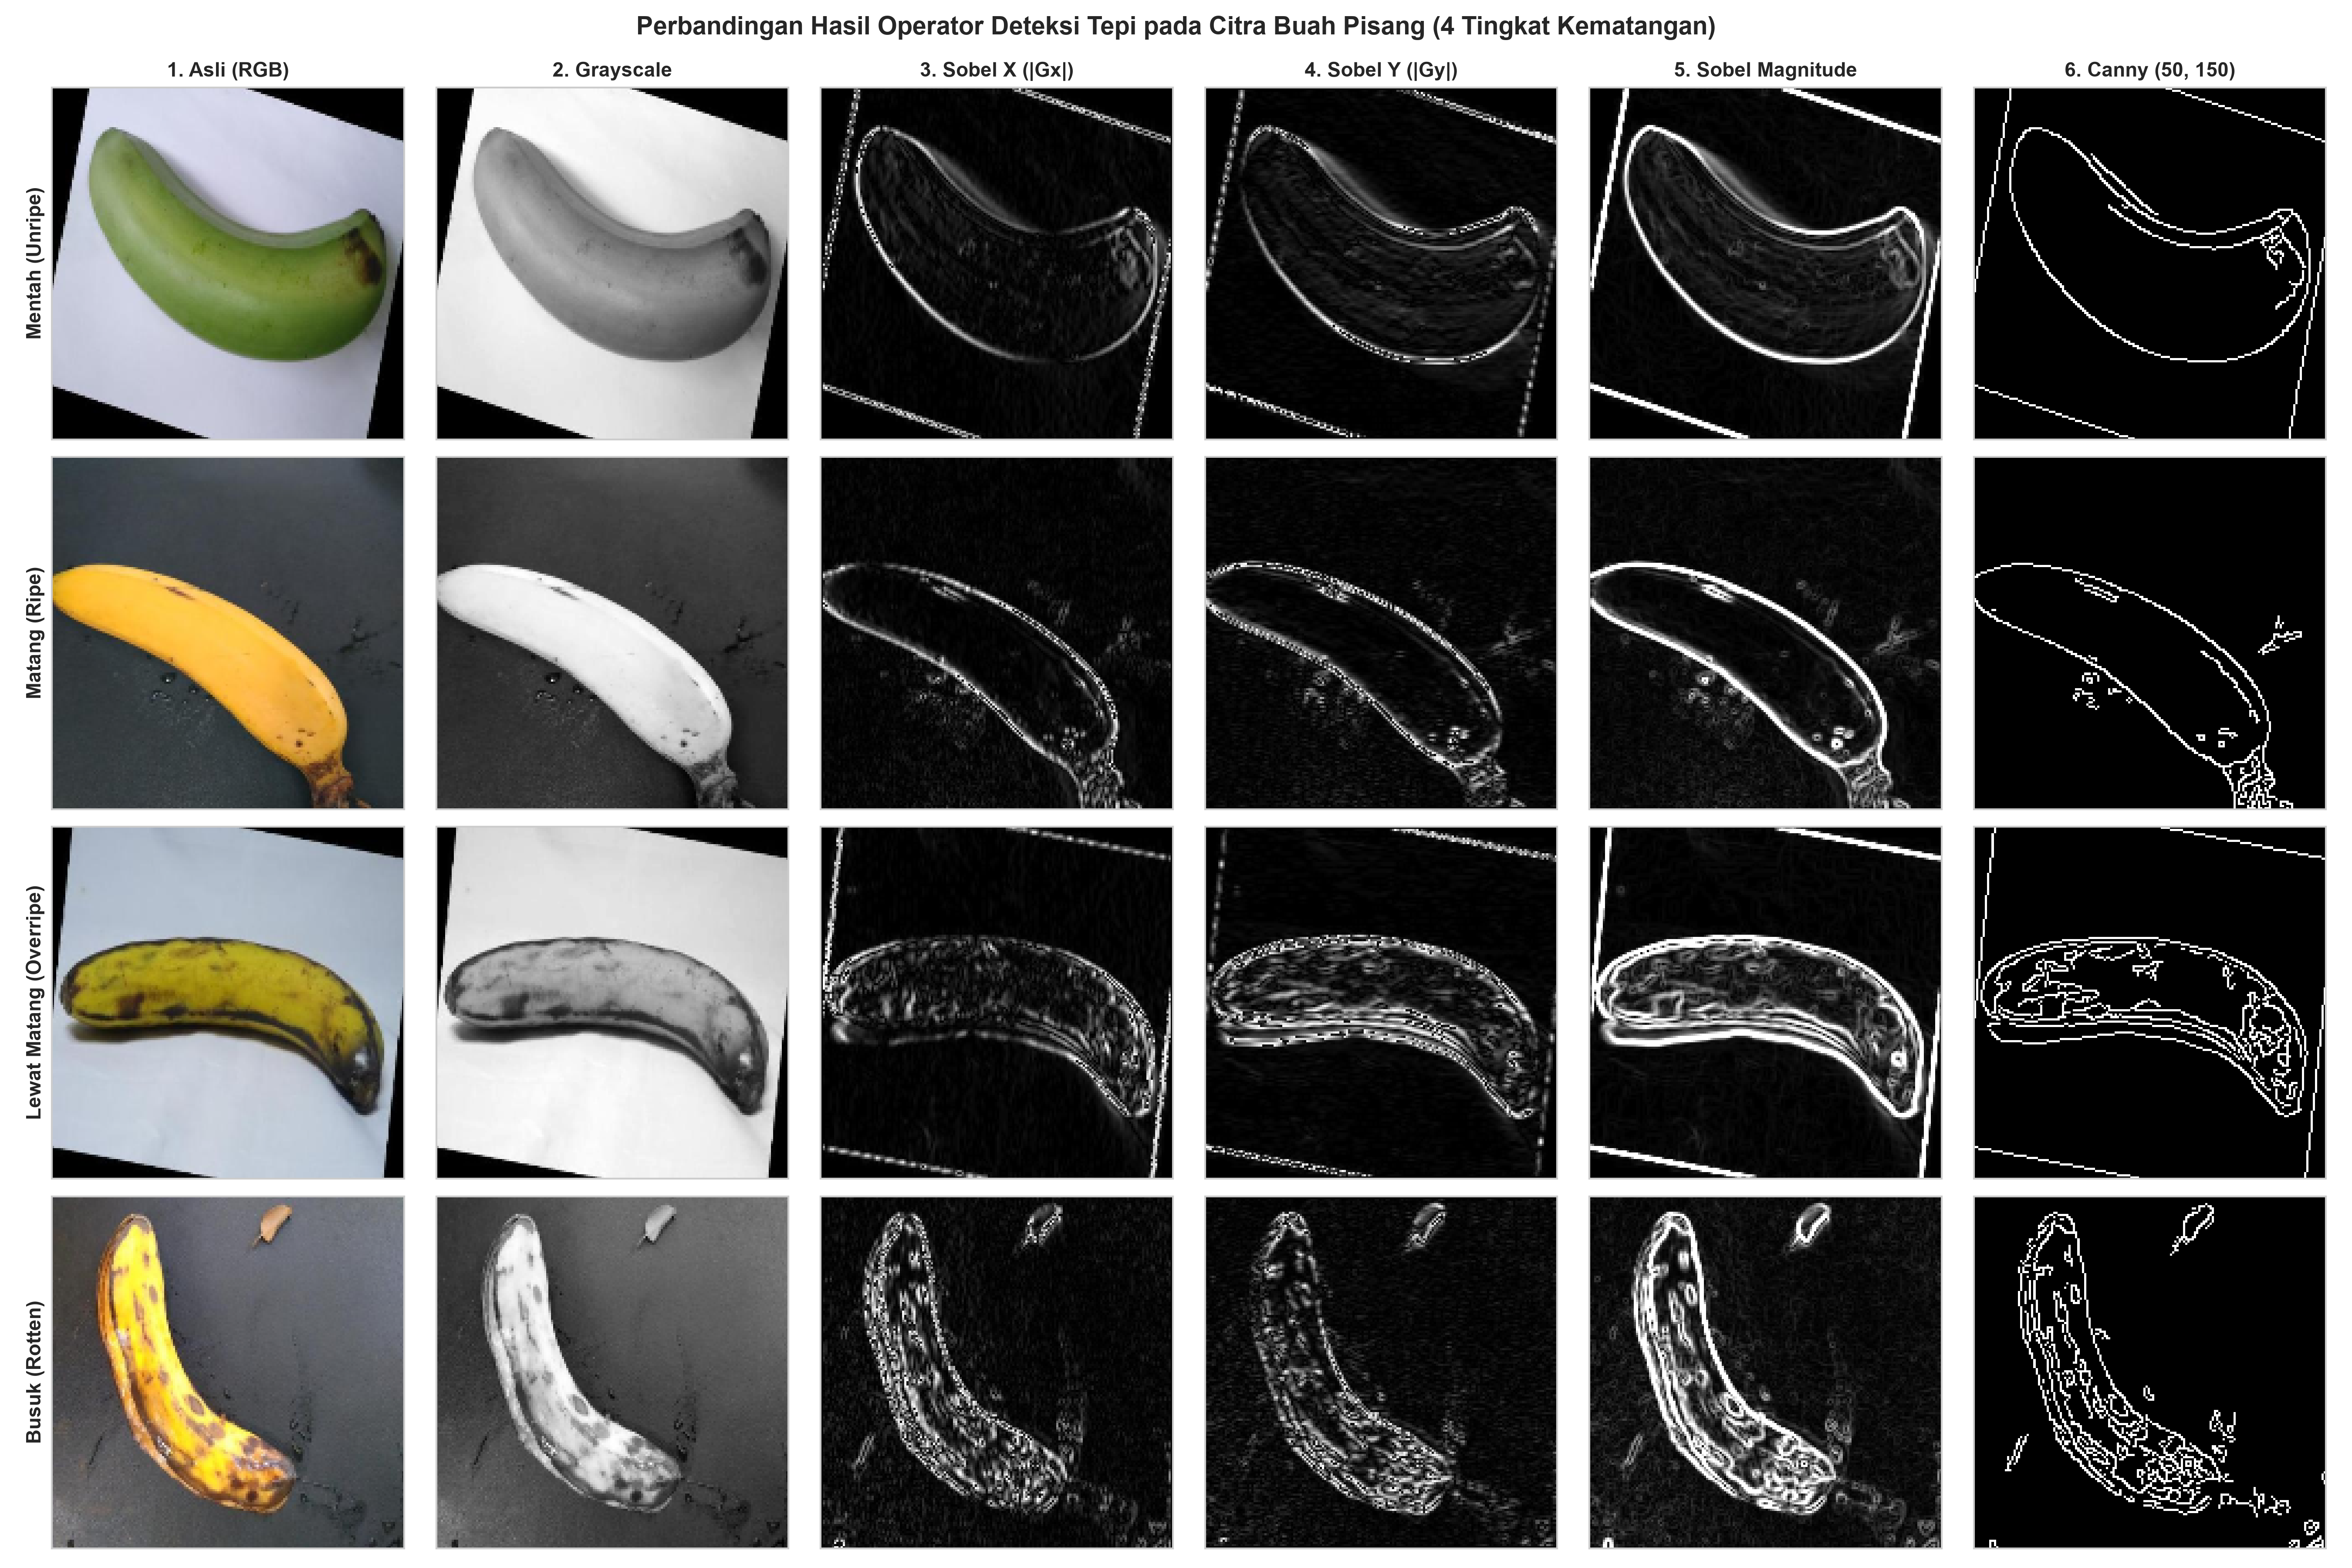 Perbandingan Hasil Operator Deteksi Tepi pada Citra Buah Pisang (4 Tingkat Kematangan)
1. Asli (RGB)
2. Grayscale
3. Sobel X (|Gx|)
4. Sobel Y (|Gy|)
5. Sobel Magnitude
6. Canny (50, 150)
Mentah (Unripe)
Matang (Ripe)
Lewat Matang (Overripe)
Busuk (Rotten)